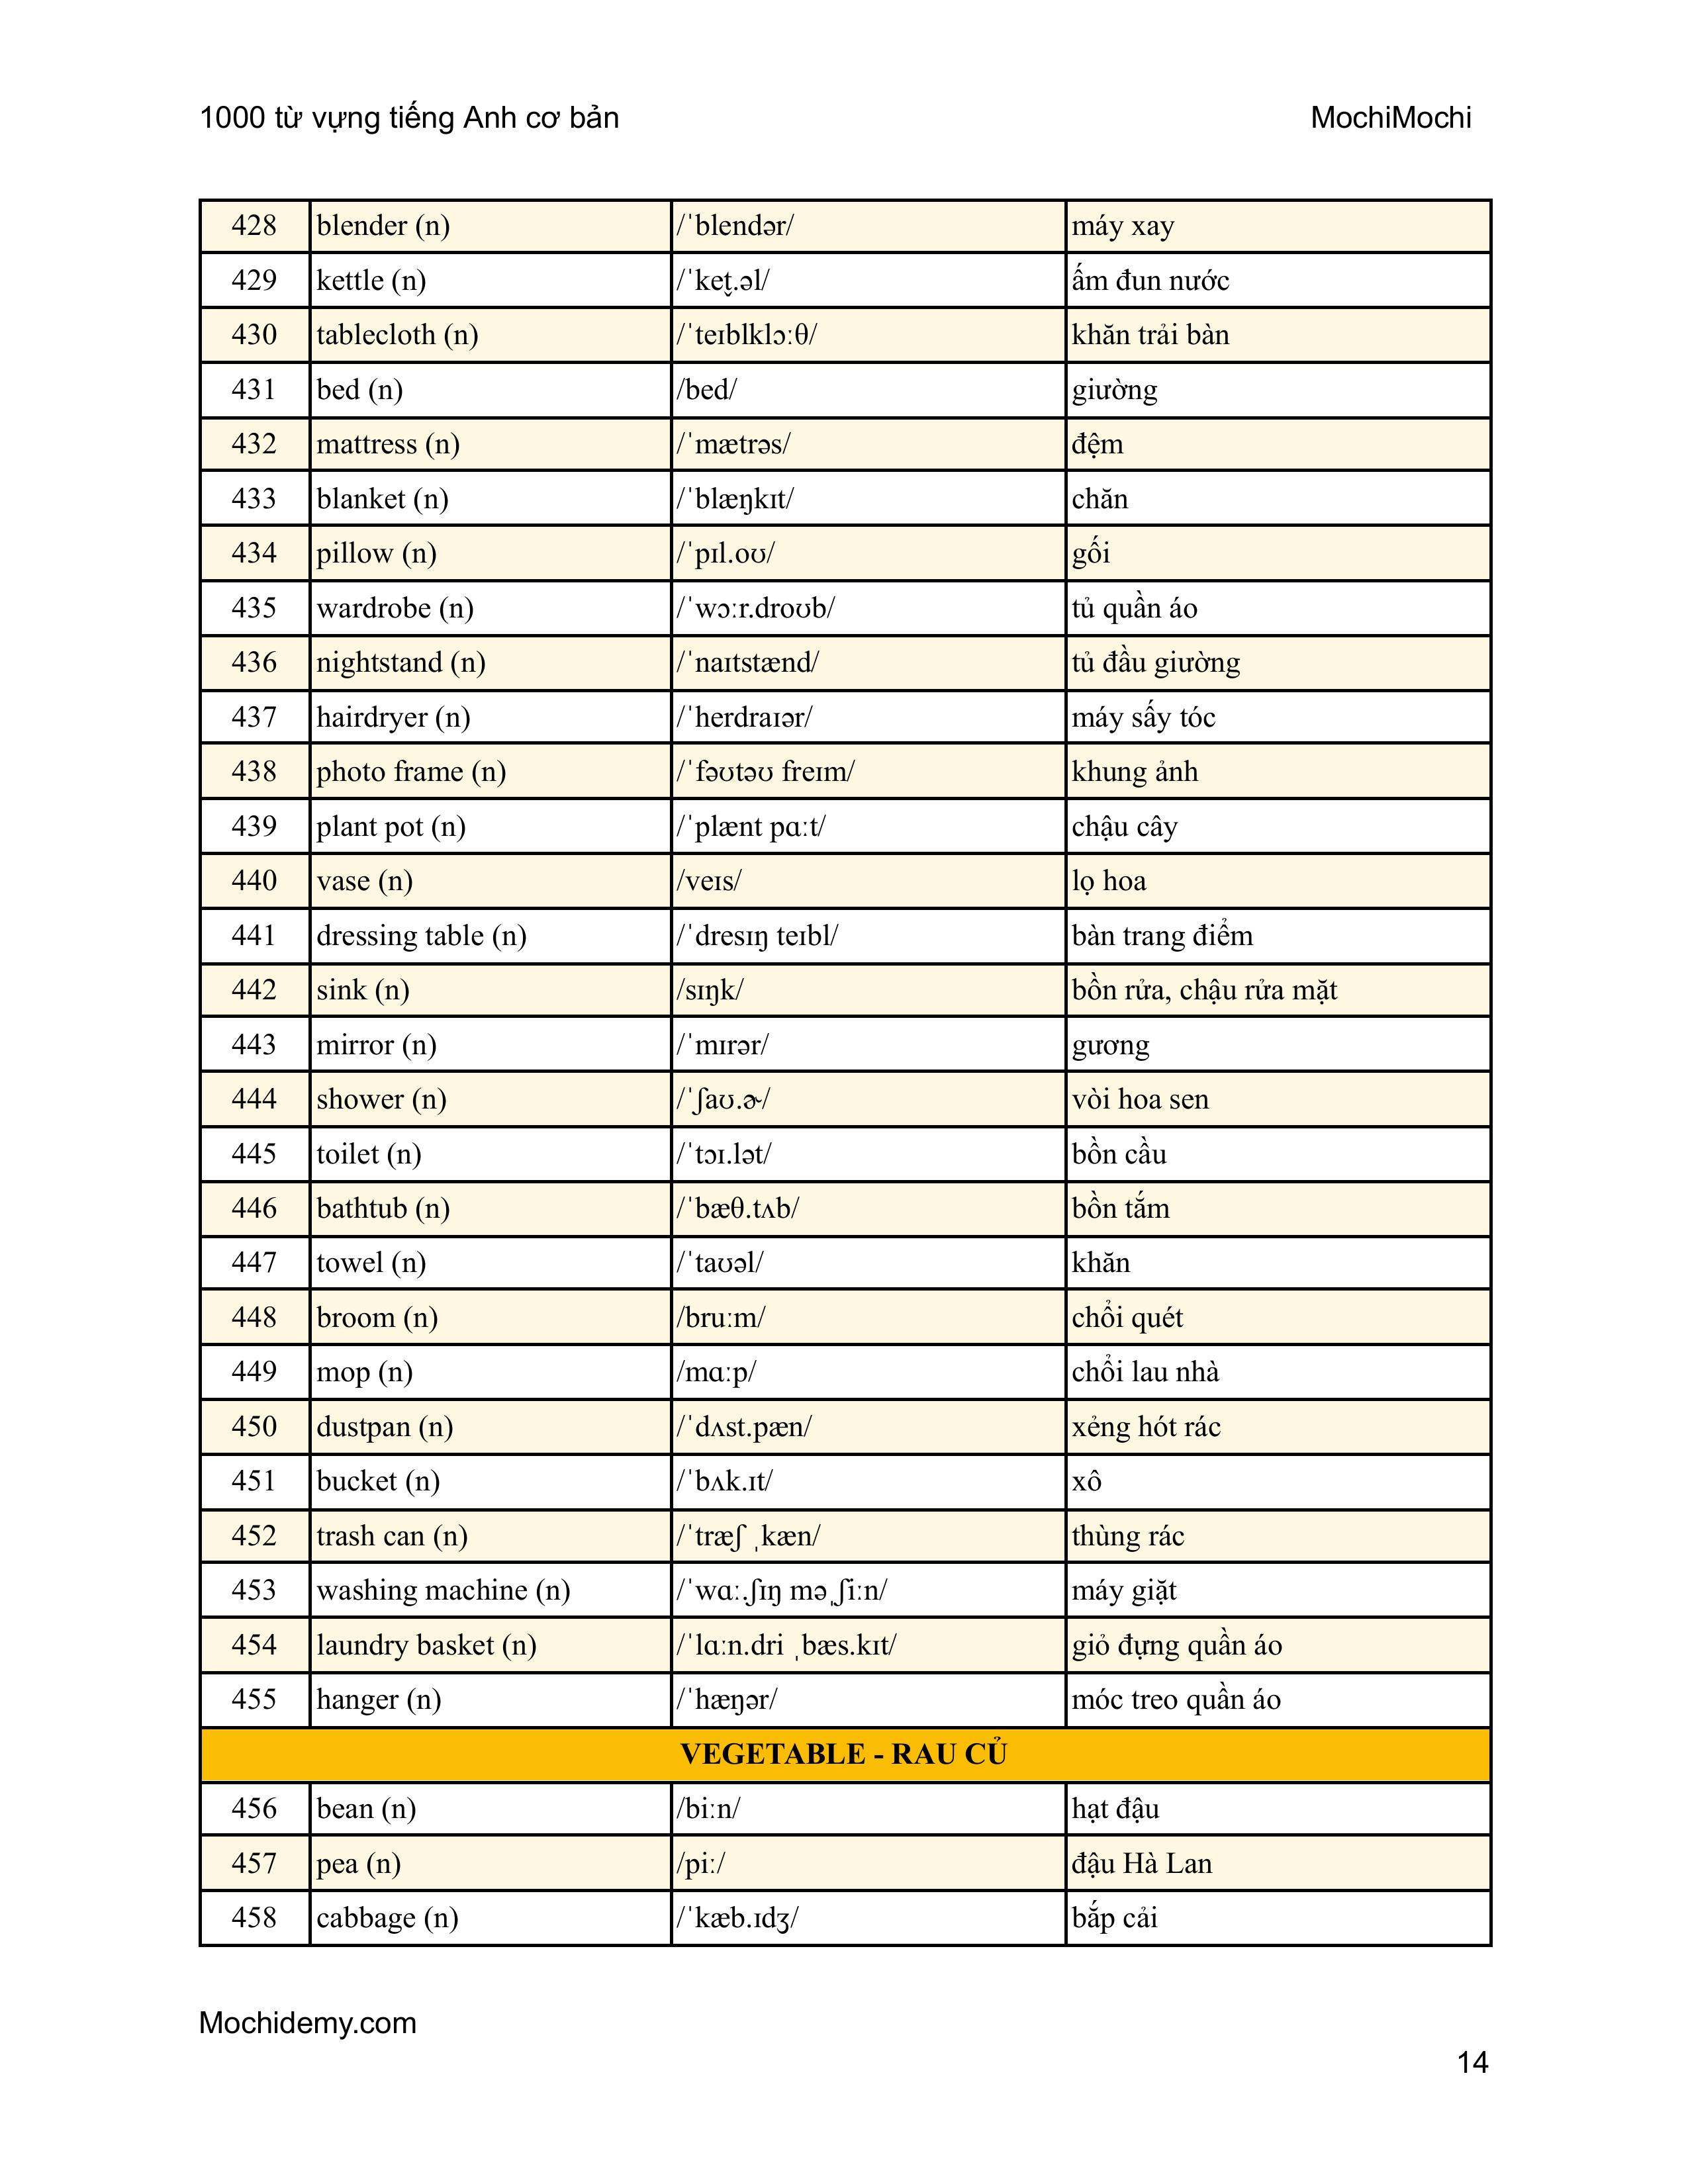 1000 từ vựng tiếng Anh cơ bản MochiMochi
428 blender (n) /ˈblendər/ máy xay
429 kettle (n) /ˈket̬.əl/ ấm đun nước
430 tablecloth (n) /ˈteɪblklɔːθ/ khăn trải bàn
431 bed (n) /bed/ giường
432 mattress (n) /ˈmætrəs/ đệm
433 blanket (n) /ˈblæŋkɪt/ chăn
434 pillow (n) /ˈpɪl.oʊ/ gối
435 wardrobe (n) /ˈwɔːr.droʊb/ tủ quần áo
436 nightstand (n) /ˈnaɪtstænd/ tủ đầu giường
437 hairdryer (n) /ˈherdraɪər/ máy sấy tóc
438 photo frame (n) /ˈfəʊtəʊ freɪm/ khung ảnh
439 plant pot (n) /ˈplænt pɑːt/ chậu cây
440 vase (n) /veɪs/ lọ hoa
441 dressing table (n) /ˈdresɪŋ teɪbl/ bàn trang điểm
442 sink (n) /sɪŋk/ bồn rửa, chậu rửa mặt
443 mirror (n) /ˈmɪrər/ gương
444 shower (n) /ˈʃaʊ.ɚ/ vòi hoa sen
445 toilet (n) /ˈtɔɪ.lət/ bồn cầu
446 bathtub (n) /ˈbæθ.tʌb/ bồn tắm
447 towel (n) /ˈtaʊəl/ khăn
448 broom (n) /bruːm/ chổi quét
449 mop (n) /mɑːp/ chổi lau nhà
450 dustpan (n) /ˈdʌst.pæn/ xẻng hót rác
451 bucket (n) /ˈbʌk.ɪt/ xô
452 trash can (n) /ˈtræʃ ˌkæn/ thùng rác
453 washing machine (n) /ˈwɑː.ʃɪŋ məˌʃiːn/ máy giặt
454 laundry basket (n) /ˈlɑːn.dri ˌbæs.kɪt/ giỏ đựng quần áo
455 hanger (n) /ˈhæŋər/ móc treo quần áo
VEGETABLE - RAU CỦ
456 bean (n) /biːn/ hạt đậu
457 pea (n) /piː/ đậu Hà Lan
458 cabbage (n) /ˈkæb.ɪdʒ/ bắp cải
Mochidemy.com
14